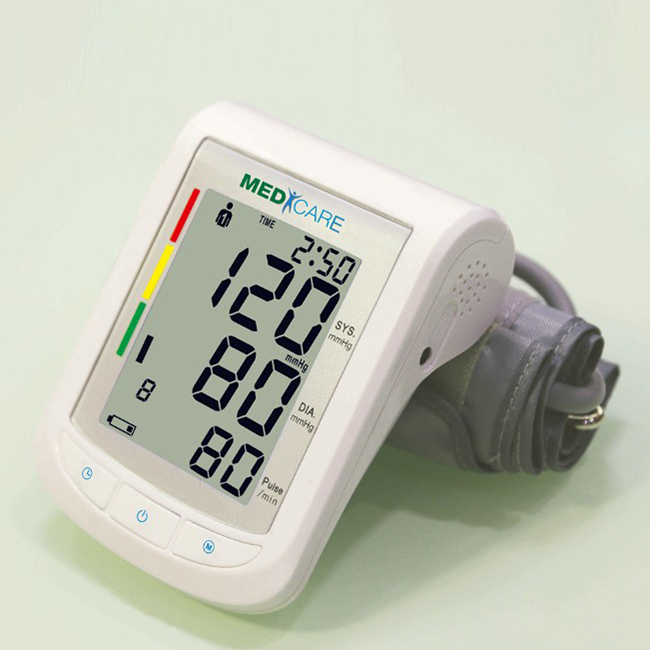 MEDICARE
TIME
2:50
120
SYS.
mmHg
mmHg
80
DIA.
mmHg
8
80
Pulse
/min
M